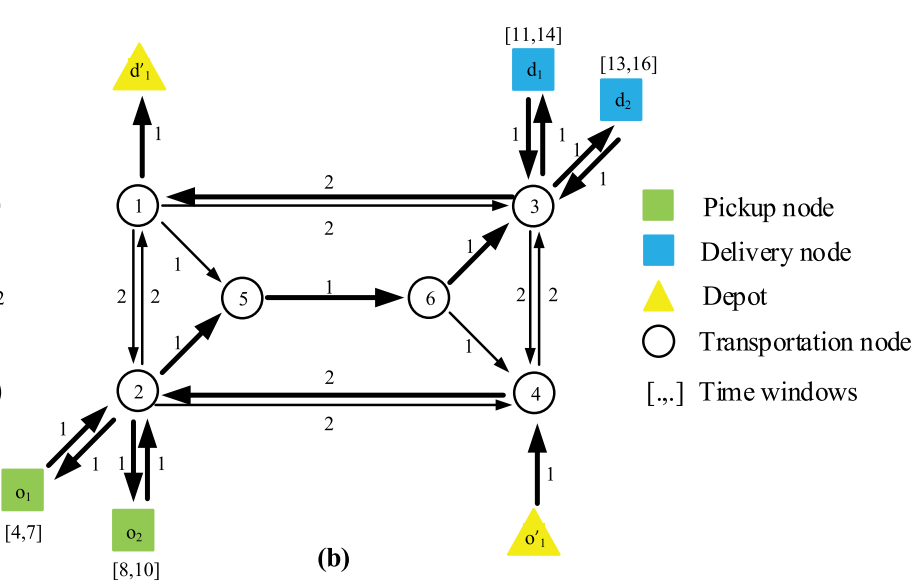 [11,14]
[13,16]
d'₁
d₁
d₂
1
1
1
1
1
2
1
3
2
1
1
5
1
6
2
2
2
2
1
1
2
2
4
2
1
1
1
1
1
o₁
[4,7]
o₂
[8,10]
o'₁
(b)
Pickup node
Delivery node
Depot
Transportation node
[.,.] Time windows
2